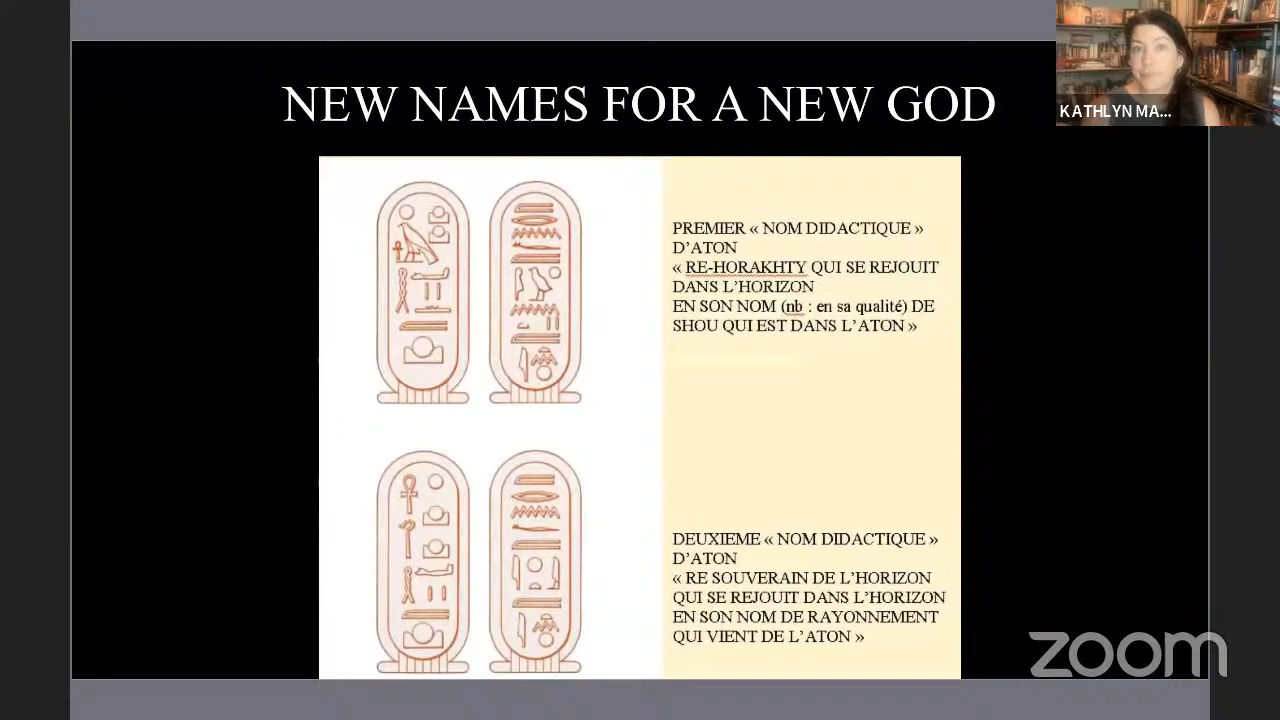 NEW NAMES FOR A NEW GOD
KATHLYN MA...
PREMIER « NOM DIDACTIQUE »
D’ATON
« RE-HORAKHTY QUI SE REJOUIT
DANS L’HORIZON
EN SON NOM (nb : en sa qualité) DE
SHOU QUI EST DANS L’ATON »
DEUXIEME « NOM DIDACTIQUE »
D’ATON
« RE SOUVERAIN DE L’HORIZON
QUI SE REJOUIT DANS L’HORIZON
EN SON NOM DE RAYONNEMENT
QUI VIENT DE L’ATON »
zoom